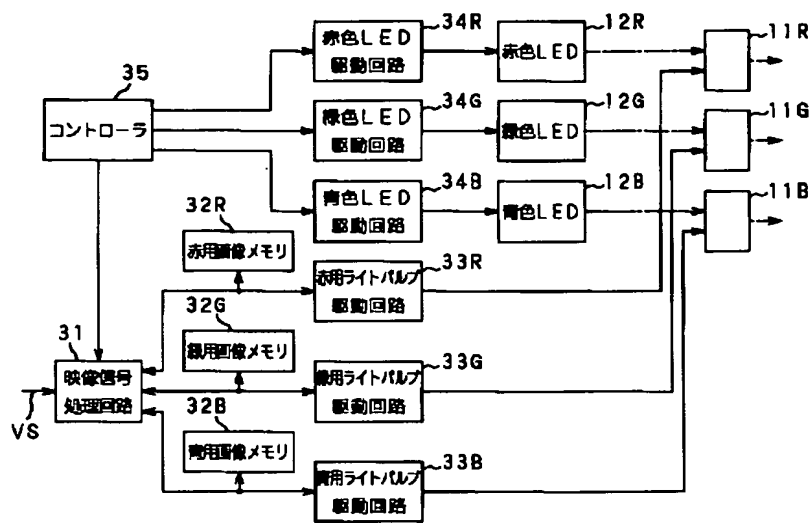 34R
12R
11R
赤色LED
駆動回路
赤色LED
35
コントローラ
34G
12G
11G
緑色LED
駆動回路
緑色LED
34B
12B
11B
青色LED
駆動回路
青色LED
32R
赤用画像メモリ
33R
赤用ライトバルブ
駆動回路
32G
緑用画像メモリ
31
映像信号
処理回路
VS
33G
緑用ライトバルブ
駆動回路
32B
青用画像メモリ
33B
青用ライトバルブ
駆動回路